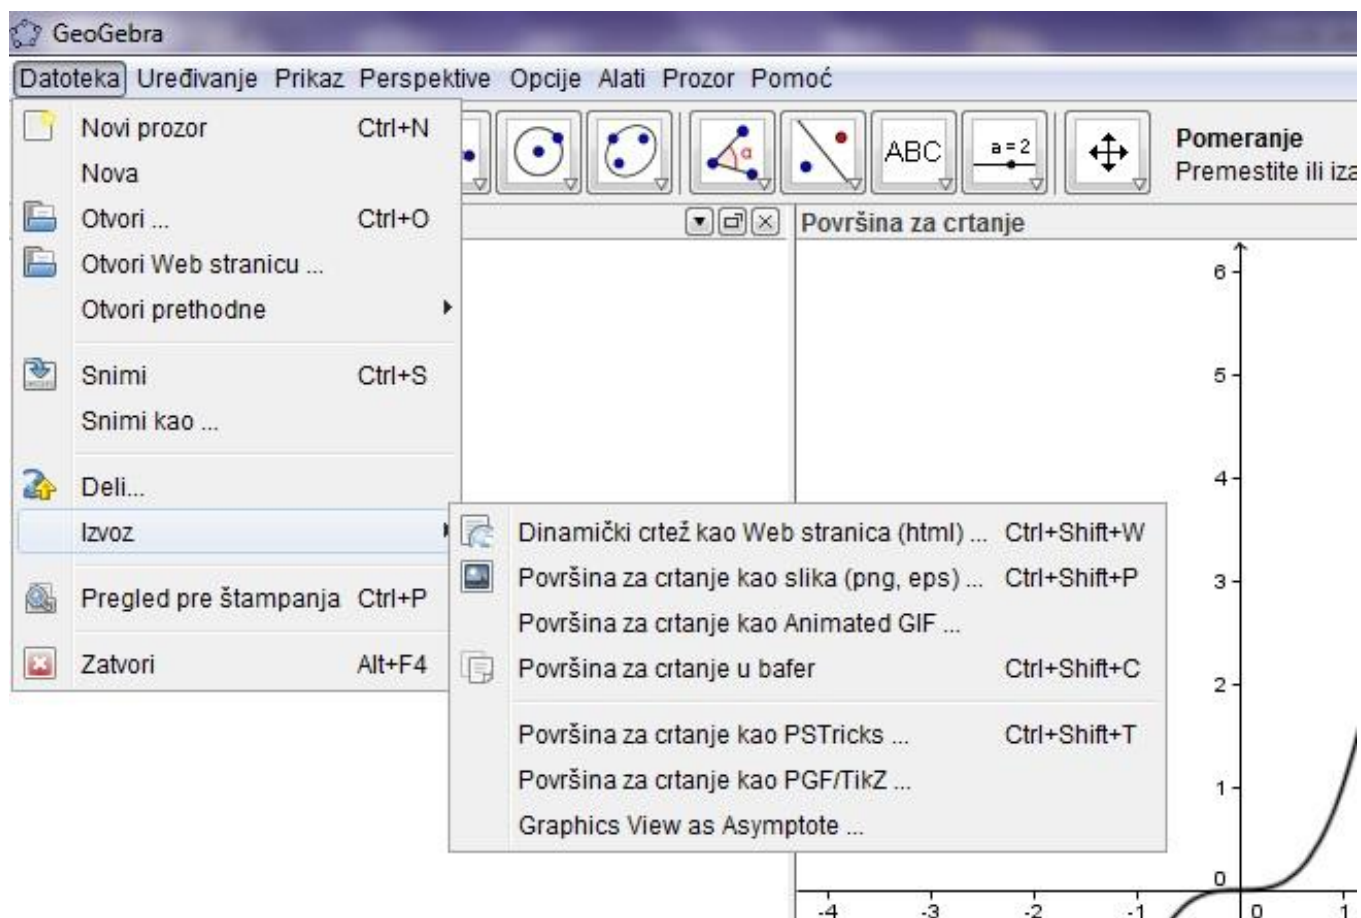 GeoGebra
Datoteka Uređivanje Prikaz Perspektive Opcije Alati Prozor Pomoć
Novi prozor Ctrl+N
Nova
Otvori ... Ctrl+O
Otvori Web stranicu ...
Otvori prethodne
Snimi Ctrl+S
Snimi kao ...
Deli...
Izvoz
Pregled pre štampanja Ctrl+P
Zatvori Alt+F4
Dinamički crtež kao Web stranica (html) ... Ctrl+Shift+W
Površina za crtanje kao slika (png, eps) ... Ctrl+Shift+P
Površina za crtanje kao Animated GIF ...
Površina za crtanje u bafer Ctrl+Shift+C
Površina za crtanje kao PSTricks ... Ctrl+Shift+T
Površina za crtanje kao PGF/TikZ ...
Graphics View as Asymptote ...
α
ABC
a = 2
Pomeranje
Premestite ili iza
Površina za crtanje
6
5
4
3
2
1
0
-4 -3 -2 -1 0 1